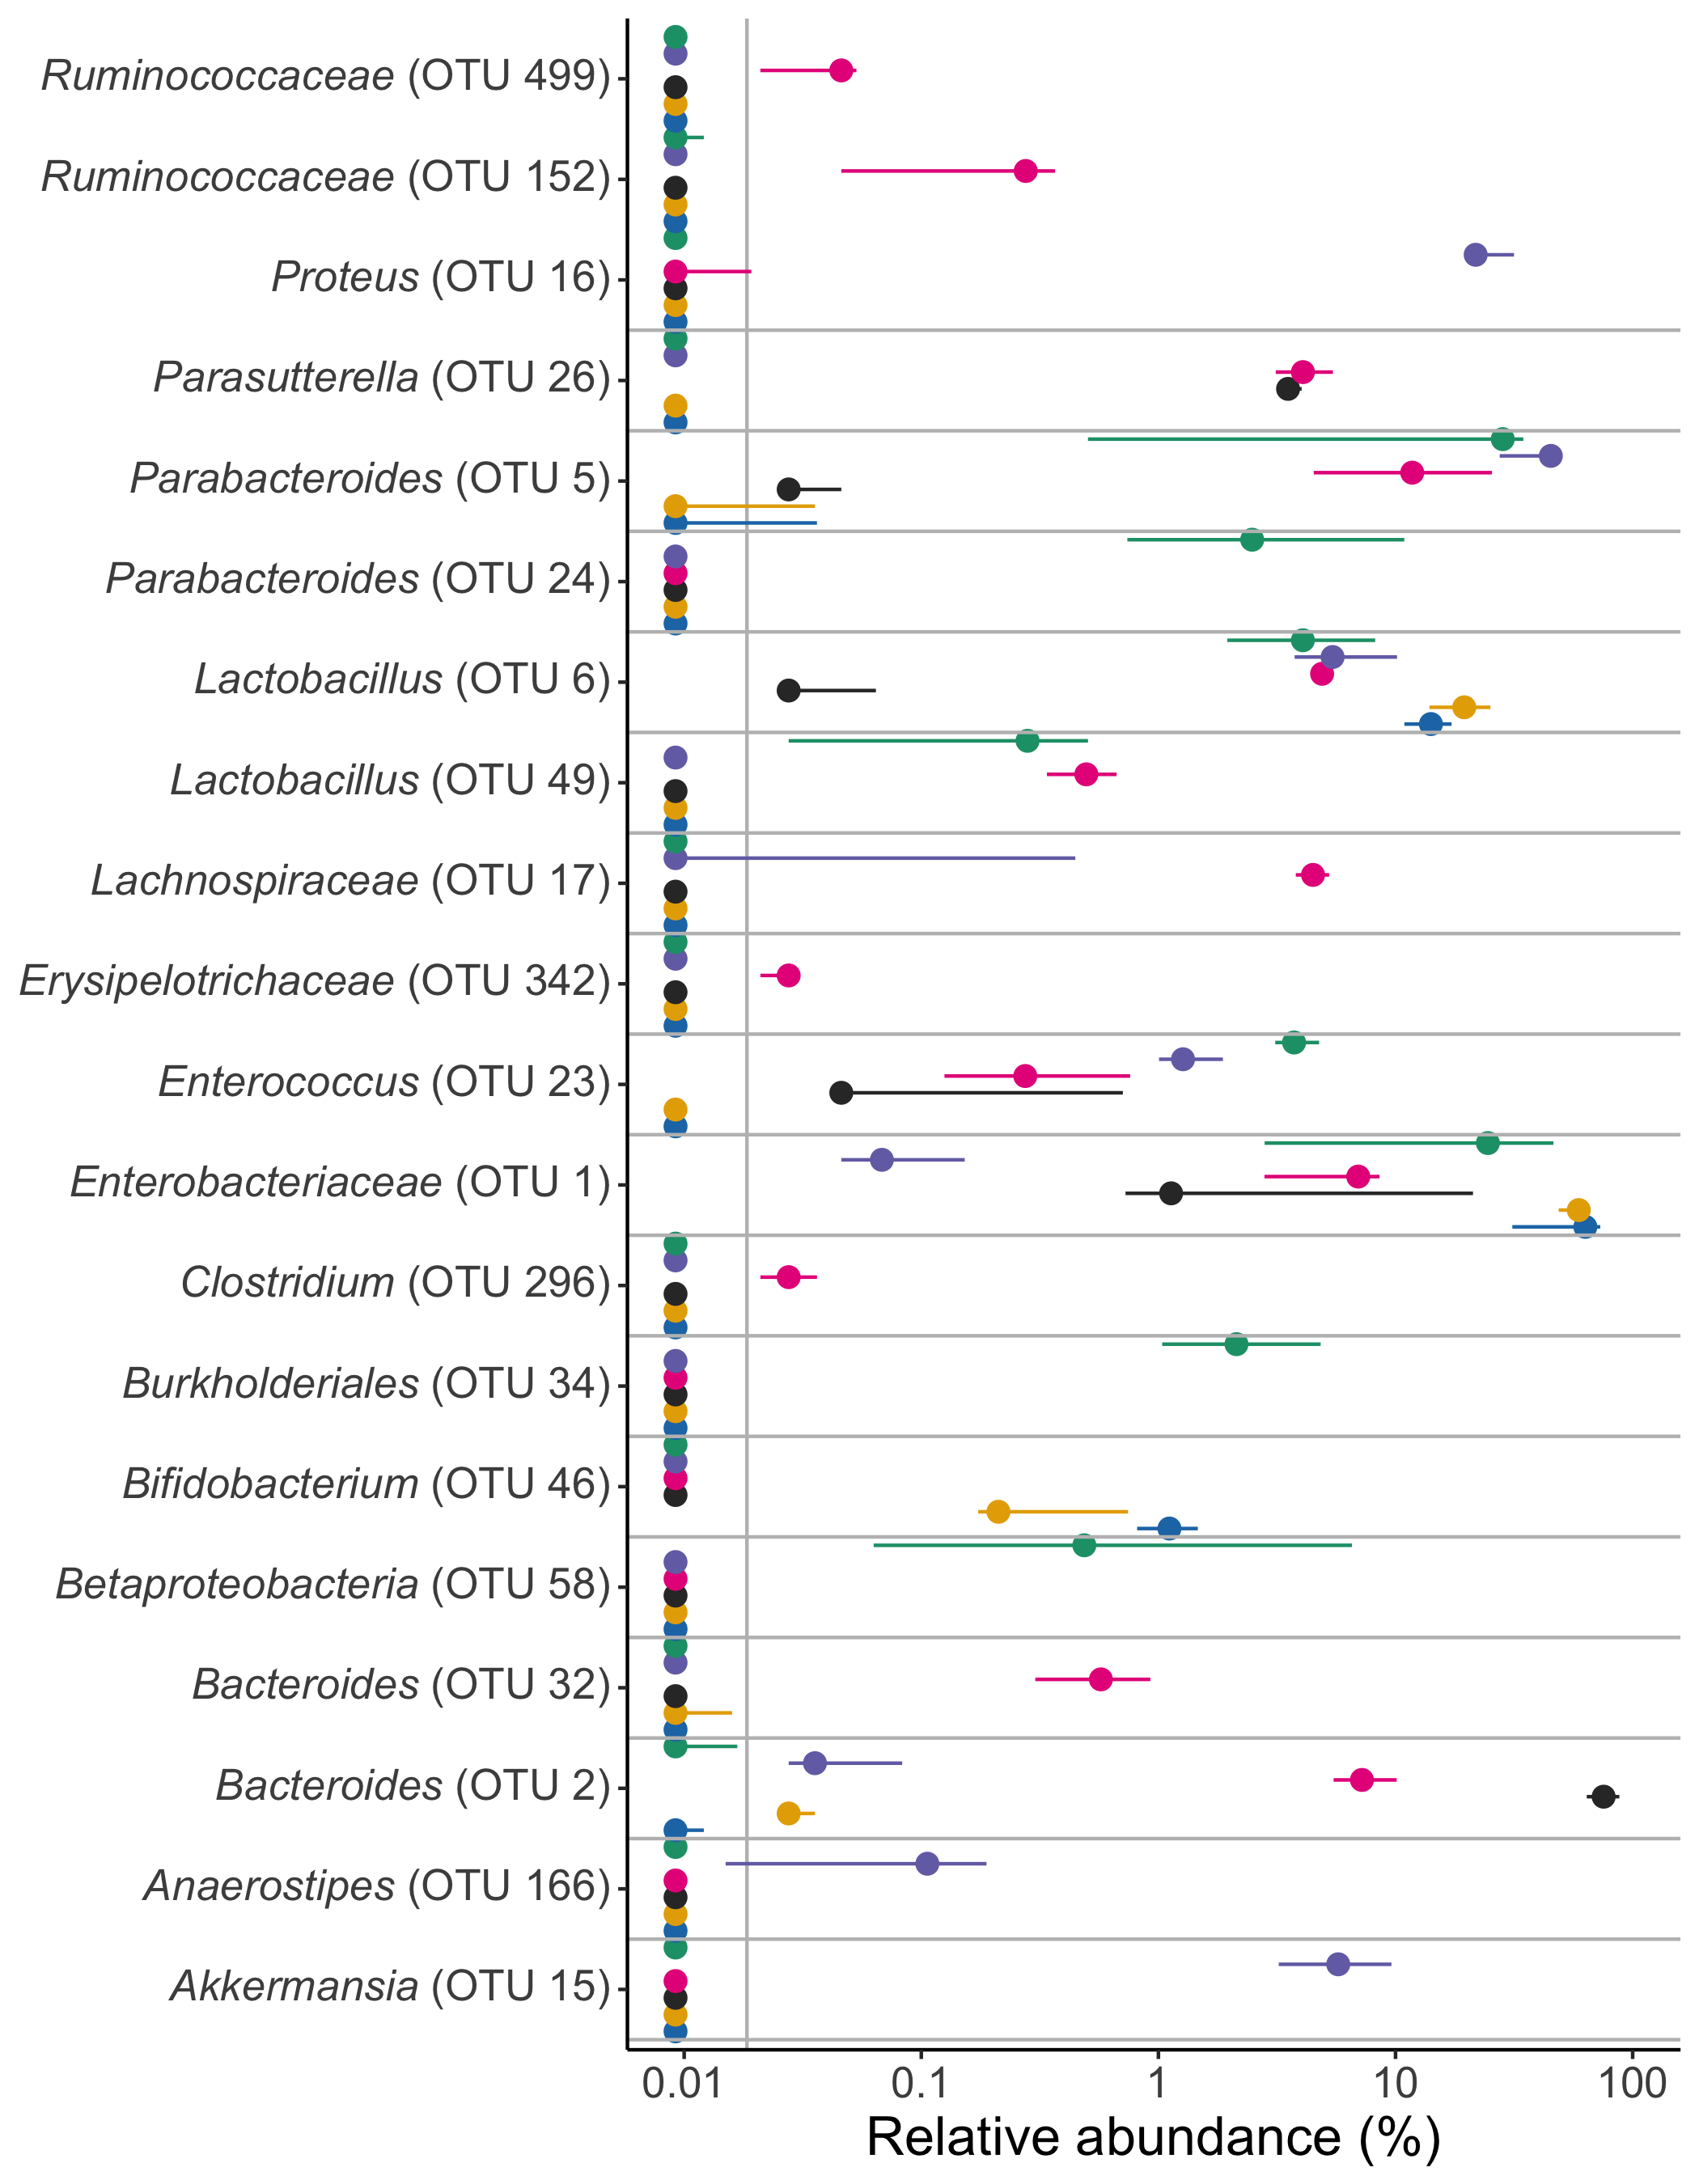 Ruminococcaceae (OTU 499)
Ruminococcaceae (OTU 152)
Proteus (OTU 16)
Parasutterella (OTU 26)
Parabacteroides (OTU 5)
Parabacteroides (OTU 24)
Lactobacillus (OTU 6)
Lactobacillus (OTU 49)
Lachnospiraceae (OTU 17)
Erysipelotrichaceae (OTU 342)
Enterococcus (OTU 23)
Enterobacteriaceae (OTU 1)
Clostridium (OTU 296)
Burkholderiales (OTU 34)
Bifidobacterium (OTU 46)
Betaproteobacteria (OTU 58)
Bacteroides (OTU 32)
Bacteroides (OTU 2)
Anaerostipes (OTU 166)
Akkermansia (OTU 15)
0.01 0.1 1 10 100
Relative abundance (%)